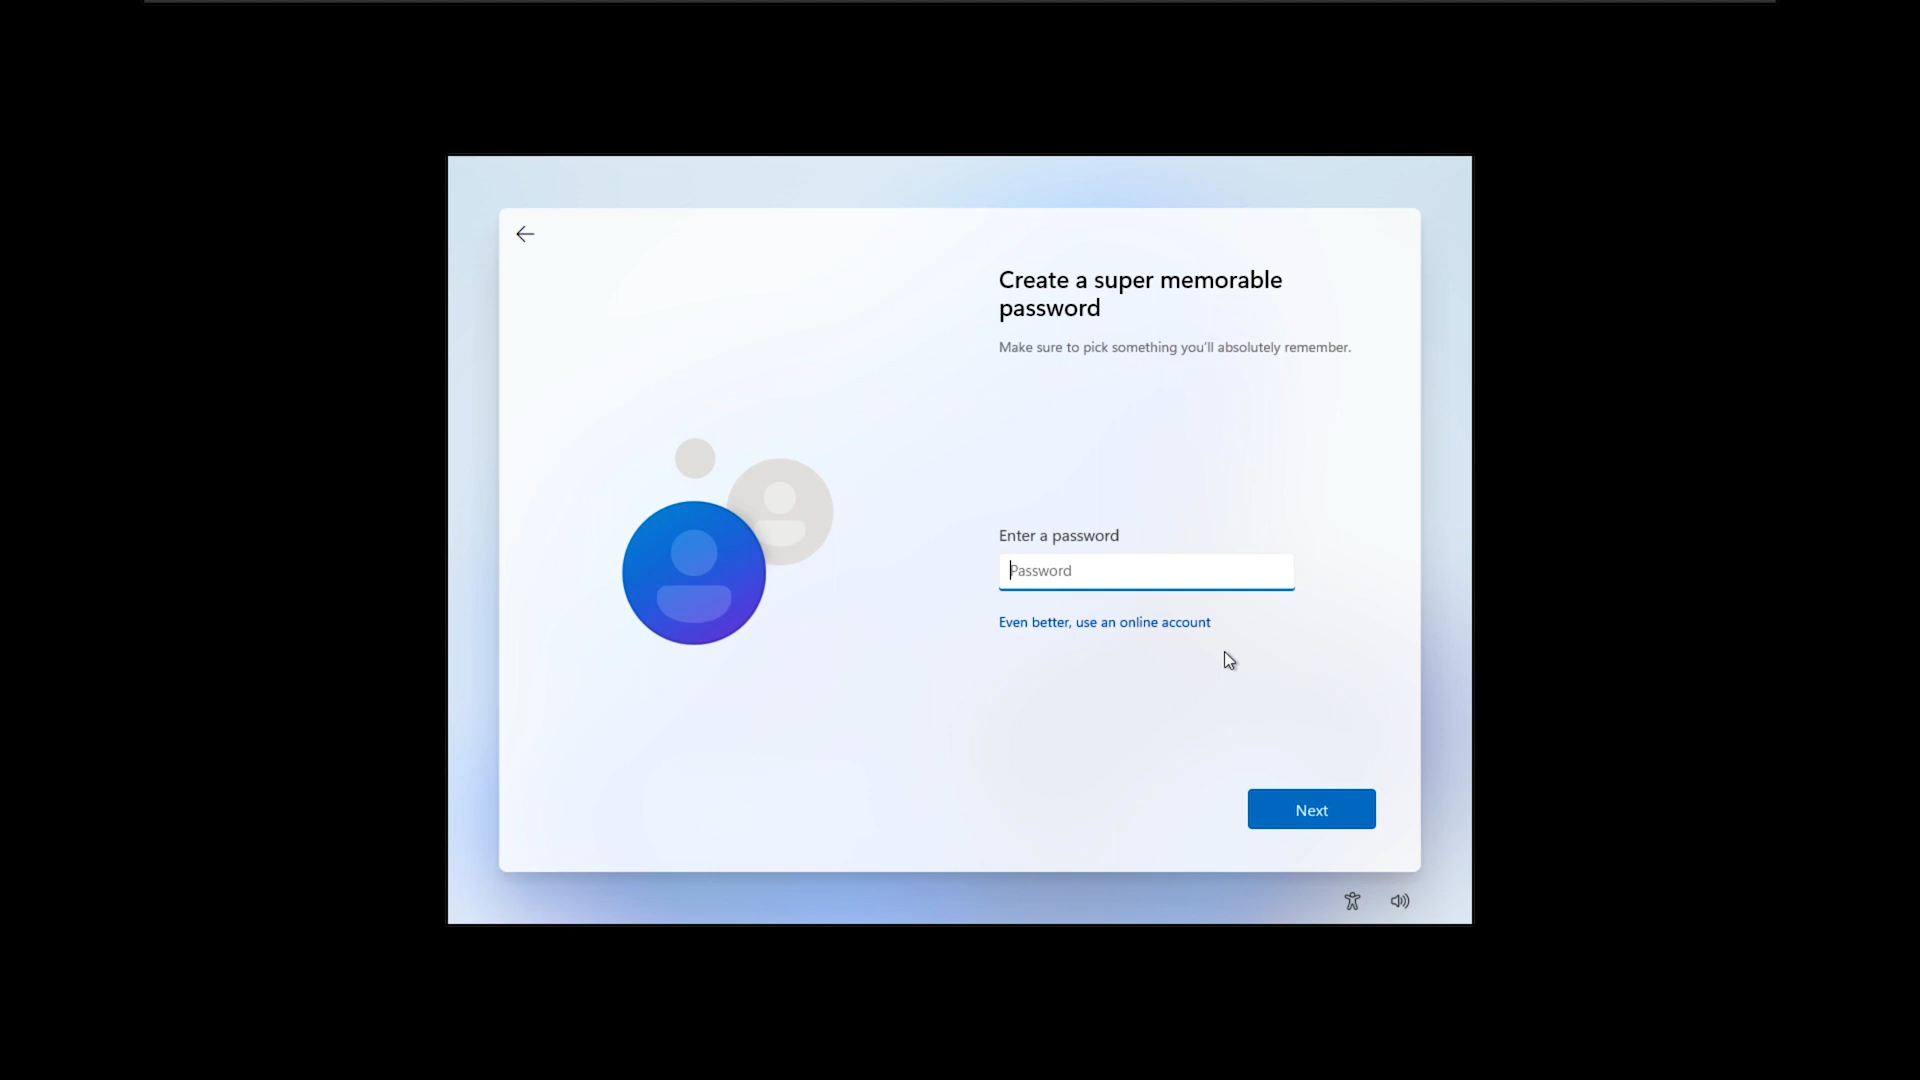 Create a super memorable
password
Make sure to pick something you'll absolutely remember.
Enter a password
Password
Even better, use an online account
Next